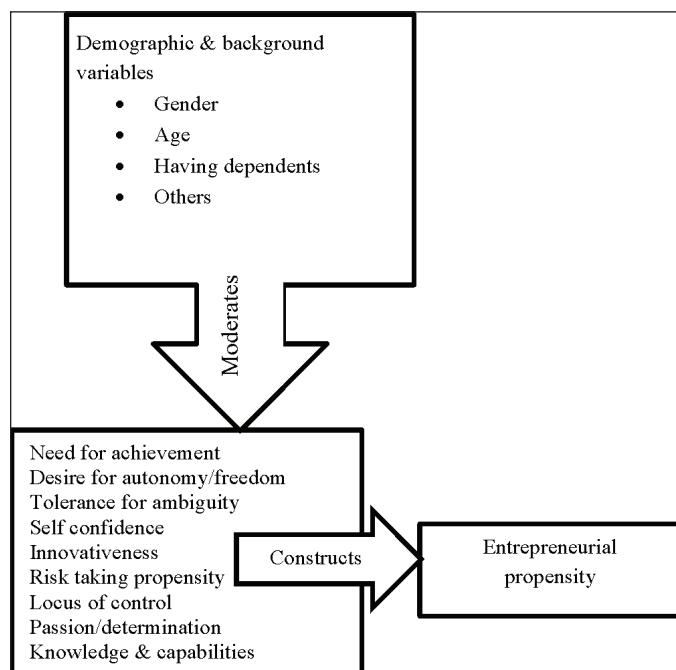 Demographic & background
variables
• Gender
• Age
• Having dependents
• Others
Moderates
Need for achievement
Desire for autonomy/freedom
Tolerance for ambiguity
Self confidence
Innovativeness
Risk taking propensity
Locus of control
Passion/determination
Knowledge & capabilities
Constructs
Entrepreneurial
propensity